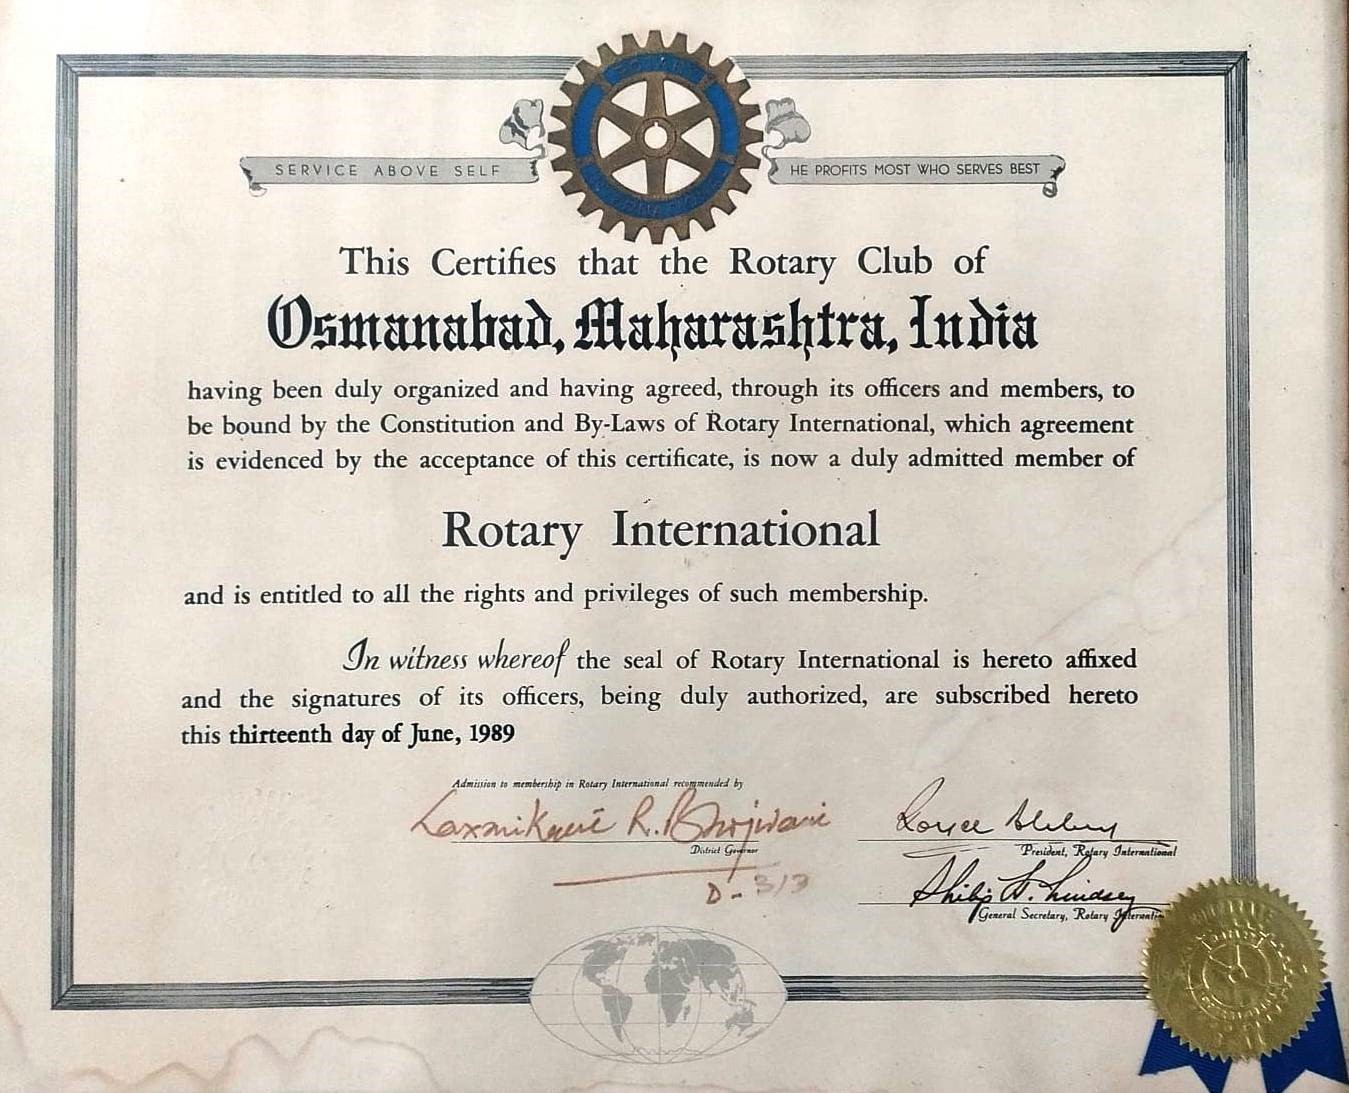 ROTARY
SERVICE ABOVE SELF
HE PROFITS MOST WHO SERVES BEST
This Certifies that the Rotary Club of
Osmanabad, Maharashtra, India
having been duly organized and having agreed, through its officers and members, to
be bound by the Constitution and By-Laws of Rotary International, which agreement
is evidenced by the acceptance of this certificate, is now a duly admitted member of
Rotary International
and is entitled to all the rights and privileges of such membership.
In witness whereof the seal of Rotary International is hereto affixed
and the signatures of its officers, being duly authorized, are subscribed hereto
this thirteenth day of June, 1989
Admission to membership in Rotary International recommended by
R. Bhojwani
District Governor
D-313
Royce
President, Rotary International
Philip H. Lindsey
General Secretary, Rotary